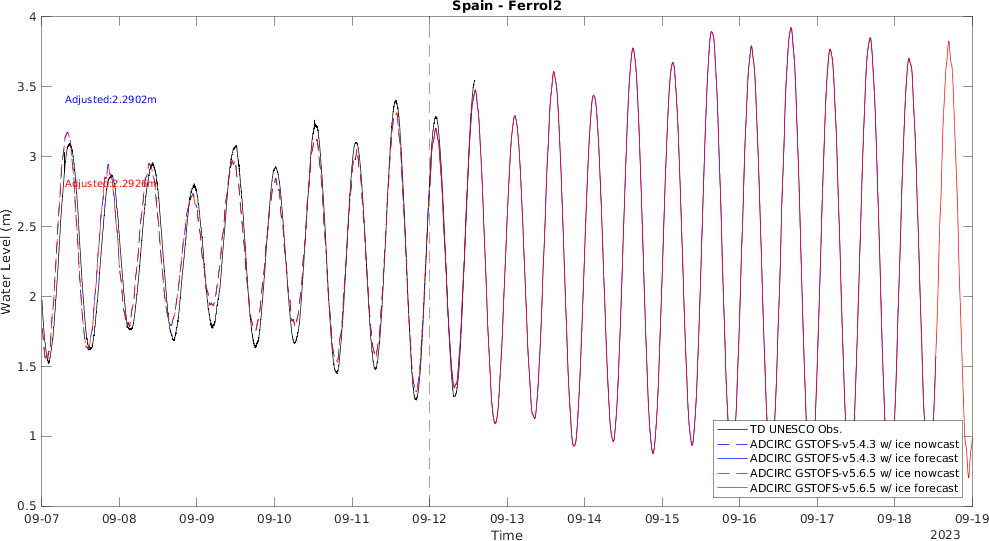 Spain - Ferrol2
4
3.5
3
2.5
2
1.5
1
0.5
Water Level (m)
Adjusted:2.2902m
Adjusted:2.2926m
TD UNESCO Obs.
ADCIRC GSTOFS-v5.4.3 w/ ice nowcast
ADCIRC GSTOFS-v5.4.3 w/ ice forecast
ADCIRC GSTOFS-v5.6.5 w/ ice nowcast
ADCIRC GSTOFS-v5.6.5 w/ ice forecast
09-07 09-08 09-09 09-10 09-11 09-12 09-13 09-14 09-15 09-16 09-17 09-18 09-19
Time
2023